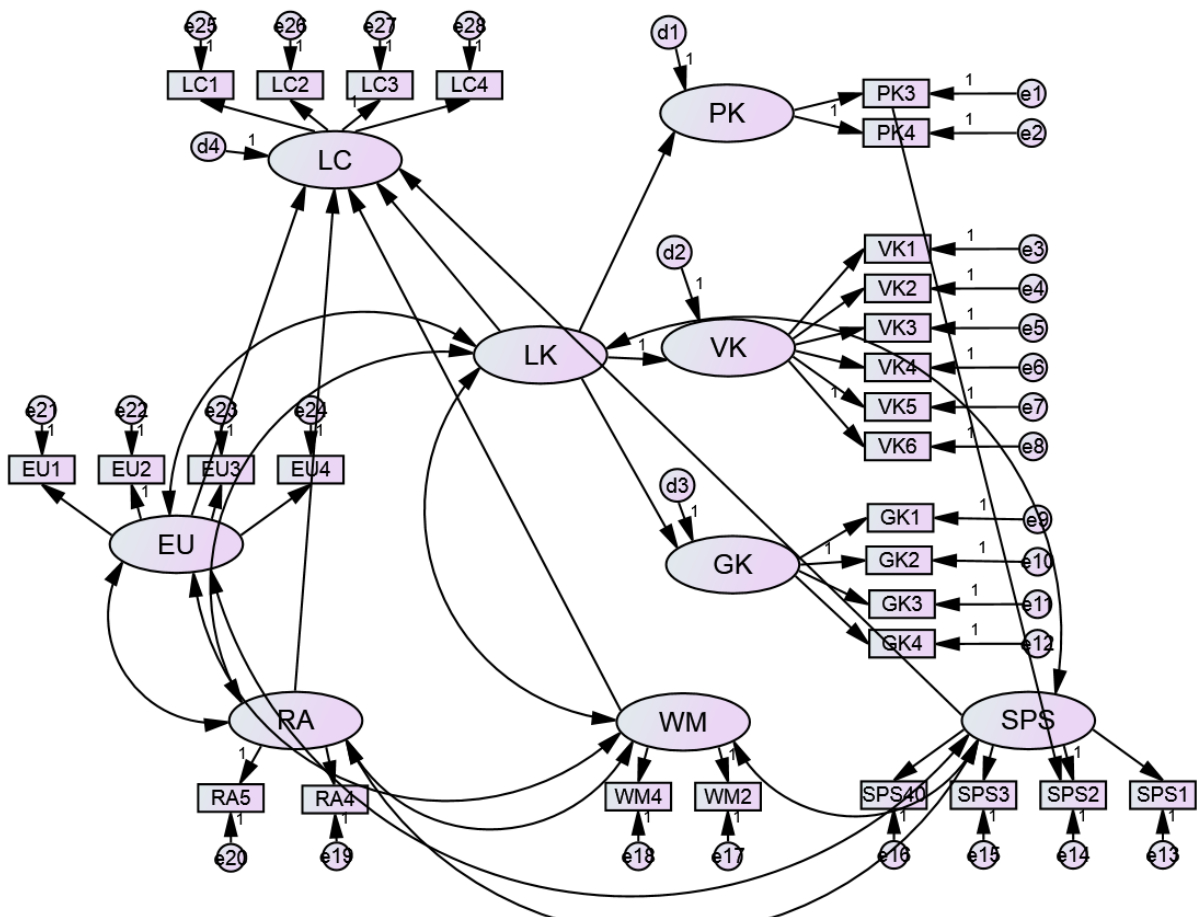 e25 e26 e27 e28
1 1 1 1
LC1 LC2 LC3 LC4
1
d4 1 LC
d1
1
PK
PK3 1 e1
1
PK4 1 e2
d2
1
VK
VK1 1 e3
VK2 1 e4
VK3 1 e5
VK4 1 e6
1
VK5 1 e7
VK6 1 e8
LK 1
e21 e22 e23 e24
1 1 1 1
EU1 EU2 EU3 EU4
1
EU
d3
1
GK
GK1 1 e9
1
GK2 1 e10
GK3 1 e11
GK4 1 e12
RA WM SPS
1 1 1
RA5 RA4 WM4 WM2 SPS40 SPS3 SPS2 SPS1
1 1 1 1 1 1 1 1
e20 e19 e18 e17 e16 e15 e14 e13